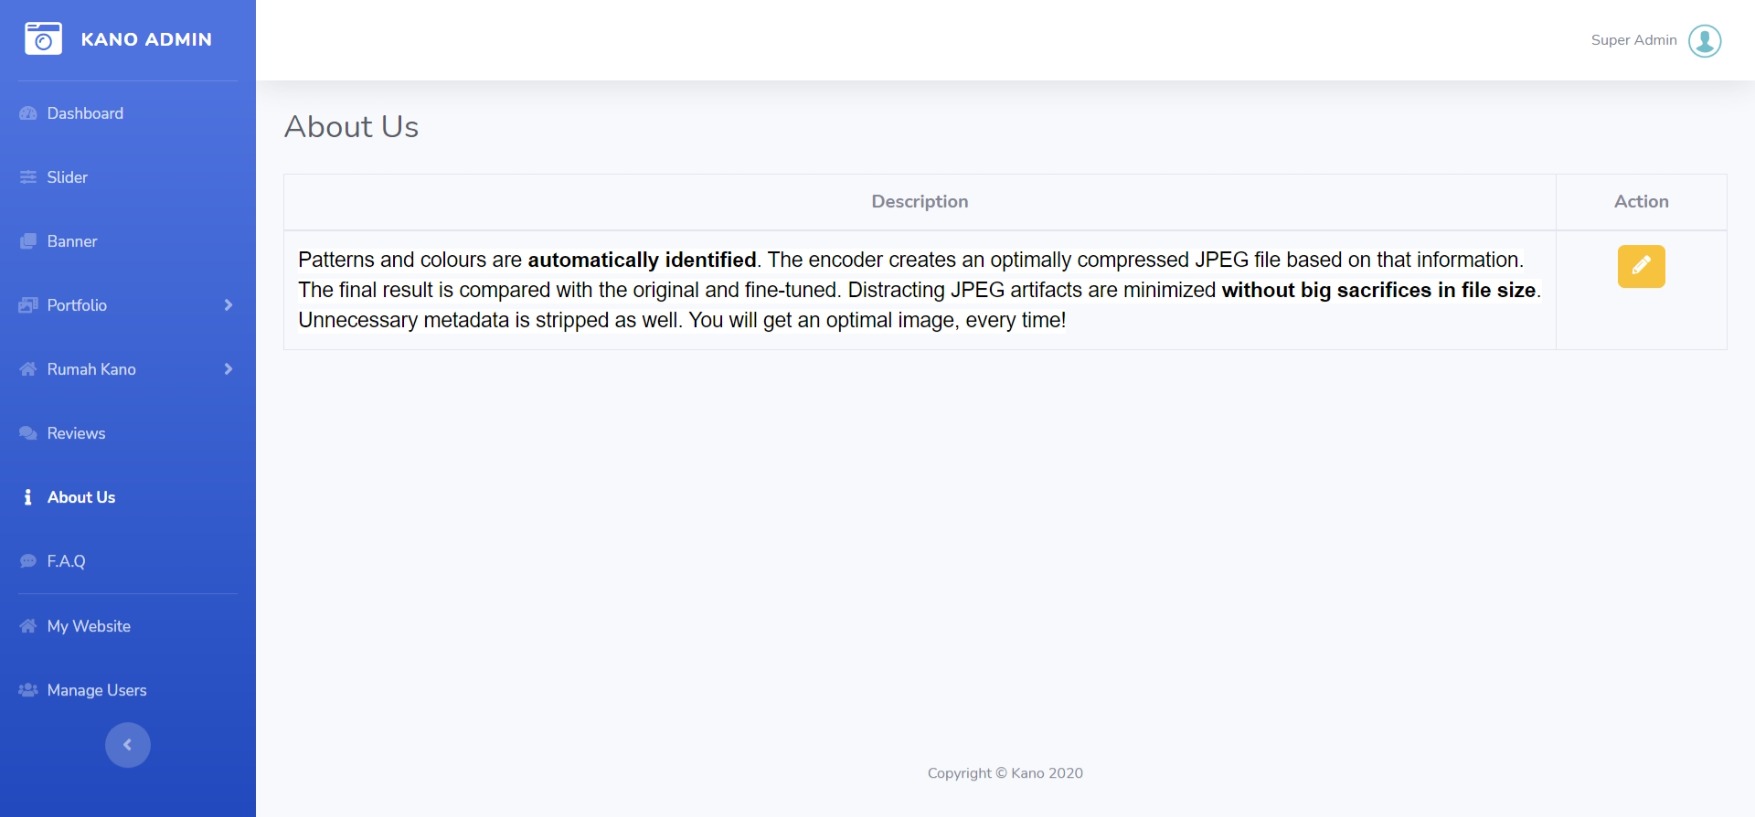 KANO ADMIN
Super Admin
Dashboard
Slider
Banner
Portfolio
Rumah Kano
Reviews
About Us
F.A.Q
My Website
Manage Users
About Us
Description
Action
Patterns and colours are automatically identified. The encoder creates an optimally compressed JPEG file based on that information.
The final result is compared with the original and fine-tuned. Distracting JPEG artifacts are minimized without big sacrifices in file size.
Unnecessary metadata is stripped as well. You will get an optimal image, every time!
Copyright © Kano 2020